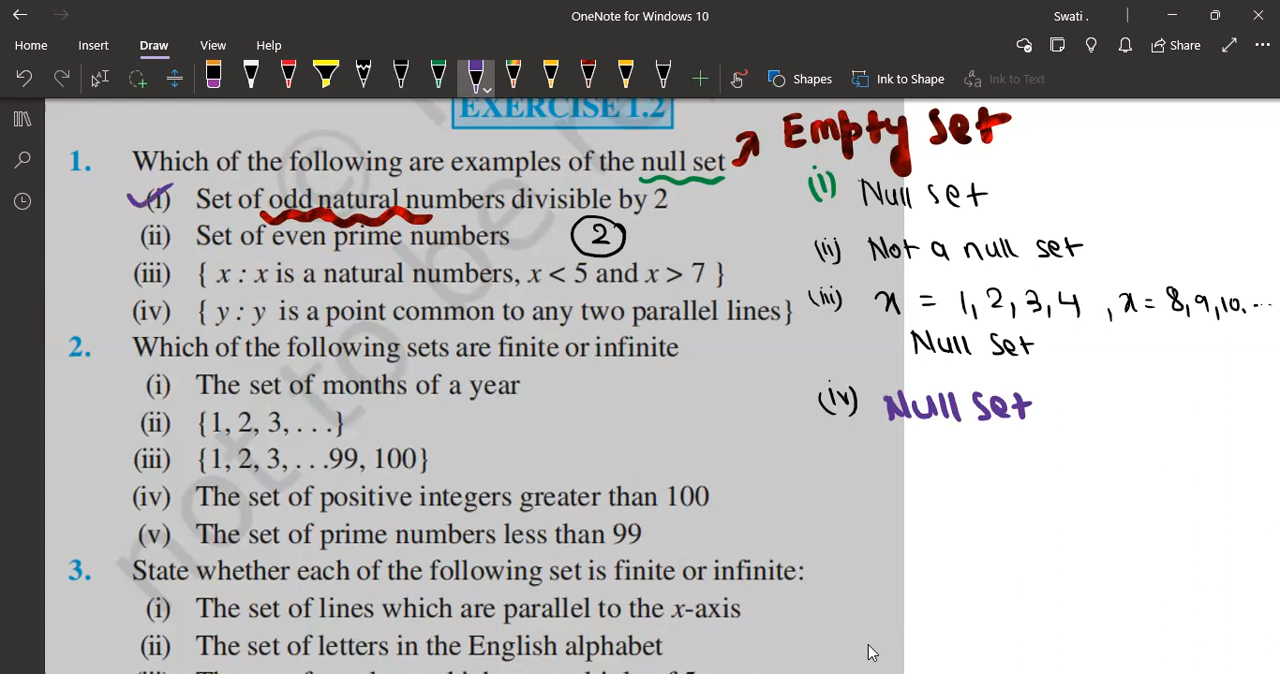 OneNote for Windows 10
Swati .
Home Insert Draw View Help
Share
Shapes Ink to Shape Ink to Text
EXERCISE 1.2
Empty Set
1. Which of the following are examples of the null set
(i) Set of odd natural numbers divisible by 2
(i) Null set
(ii) Set of even prime numbers 2
(ii) Not a null set
(iii) { x : x is a natural numbers, x < 5 and x > 7 }
(iii) x = 1, 2, 3, 4 , x = 8, 9, 10, ...
Null Set
(iv) { y : y is a point common to any two parallel lines}
(iv) Null Set
2. Which of the following sets are finite or infinite
(i) The set of months of a year
(ii) {1, 2, 3, . . .}
(iii) {1, 2, 3, . . .99, 100}
(iv) The set of positive integers greater than 100
(v) The set of prime numbers less than 99
3. State whether each of the following set is finite or infinite:
(i) The set of lines which are parallel to the x-axis
(ii) The set of letters in the English alphabet
not to be re